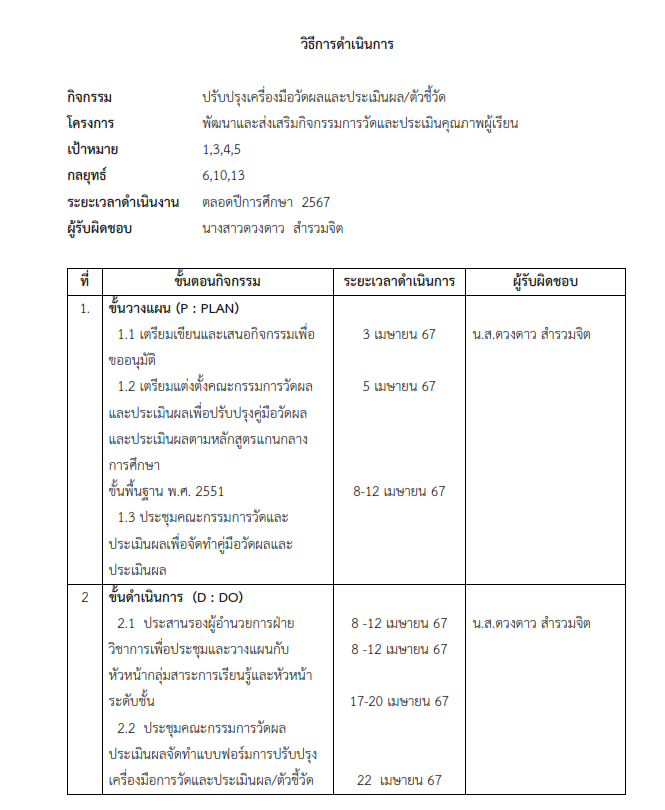 วิธีการดำเนินการ
กิจกรรม ปรับปรุงเครื่องมือวัดผลและประเมินผล/ตัวชี้วัด
โครงการ พัฒนาและส่งเสริมกิจกรรมการวัดและประเมินคุณภาพผู้เรียน
เป้าหมาย 1,3,4,5
กลยุทธ์ 6,10,13
ระยะเวลาดำเนินงาน ตลอดปีการศึกษา 2567
ผู้รับผิดชอบ นางสาวดวงดาว สำรวมจิต
ที่ ขั้นตอนกิจกรรม ระยะเวลาดำเนินการ ผู้รับผิดชอบ
1. ขั้นวางแผน (P : PLAN)
1.1 เตรียมเขียนและเสนอกิจกรรมเพื่อ 3 เมษายน 67 น.ส.ดวงดาว สำรวมจิต
ขออนุมัติ
1.2 เตรียมแต่งตั้งคณะกรรมการวัดผล 5 เมษายน 67
และประเมินผลเพื่อปรับปรุงคู่มือวัดผล
และประเมินผลตามหลักสูตรแกนกลาง
การศึกษา
ขั้นพื้นฐาน พ.ศ. 2551 8-12 เมษายน 67
1.3 ประชุมคณะกรรมการวัดและ
ประเมินผลเพื่อจัดทำคู่มือวัดผลและ
ประเมินผล
2 ขั้นดำเนินการ (D : DO)
2.1 ประสานรองผู้อำนวยการฝ่าย 8 -12 เมษายน 67 น.ส.ดวงดาว สำรวมจิต
วิชาการเพื่อประชุมและวางแผนกับ 8 -12 เมษายน 67
หัวหน้ากลุ่มสาระการเรียนรู้และหัวหน้า
ระดับชั้น 17-20 เมษายน 67
2.2 ประชุมคณะกรรมการวัดผล
ประเมินผลจัดทำแบบฟอร์มการปรับปรุง
เครื่องมือการวัดและประเมินผล/ตัวชี้วัด 22 เมษายน 67